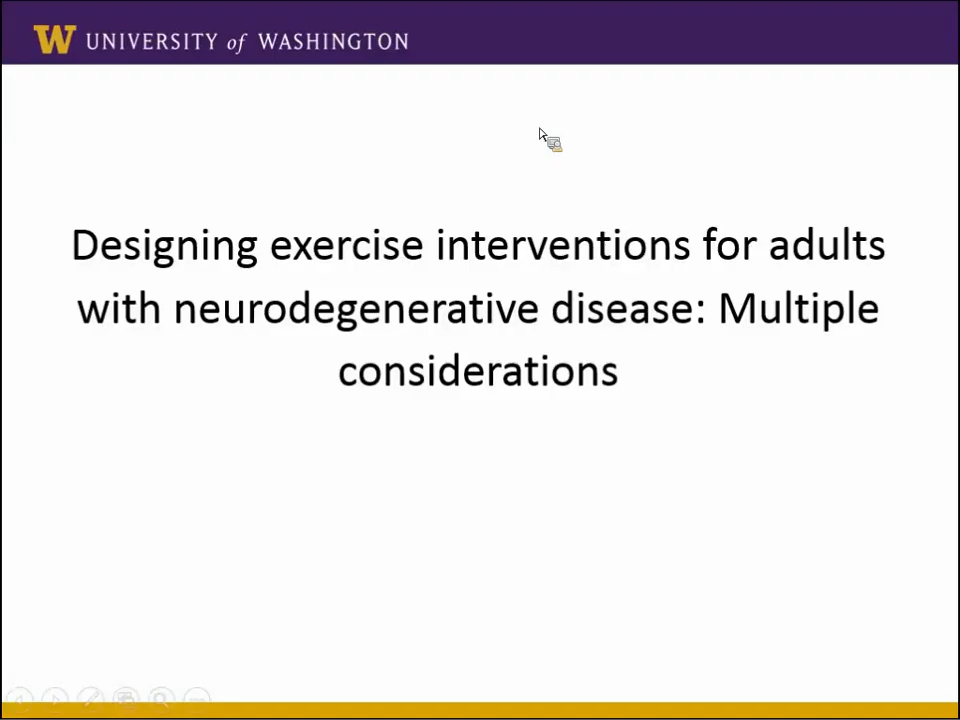 W UNIVERSITY of WASHINGTON
Designing exercise interventions for adults
with neurodegenerative disease: Multiple
considerations